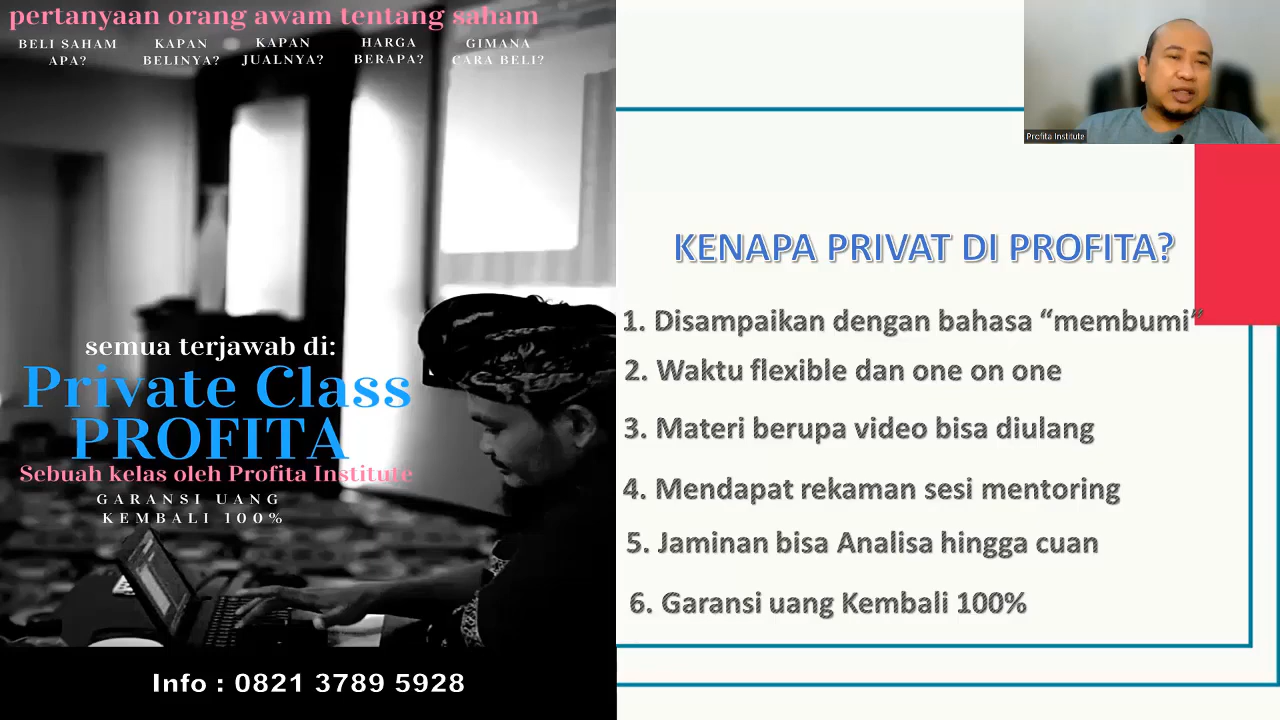 pertanyaan orang awam tentang saham
BELI SAHAM APA?
KAPAN BELINYA?
KAPAN JUALNYA?
HARGA BERAPA?
GIMANA CARA BELI?
semua terjawab di:
Private Class
PROFITA
Sebuah kelas oleh Profita Institute
GARANSI UANG
KEMBALI 100%
Info : 0821 3789 5928
Profita Institute
KENAPA PRIVAT DI PROFITA?
1. Disampaikan dengan bahasa “membumi”
2. Waktu flexible dan one on one
3. Materi berupa video bisa diulang
4. Mendapat rekaman sesi mentoring
5. Jaminan bisa Analisa hingga cuan
6. Garansi uang Kembali 100%